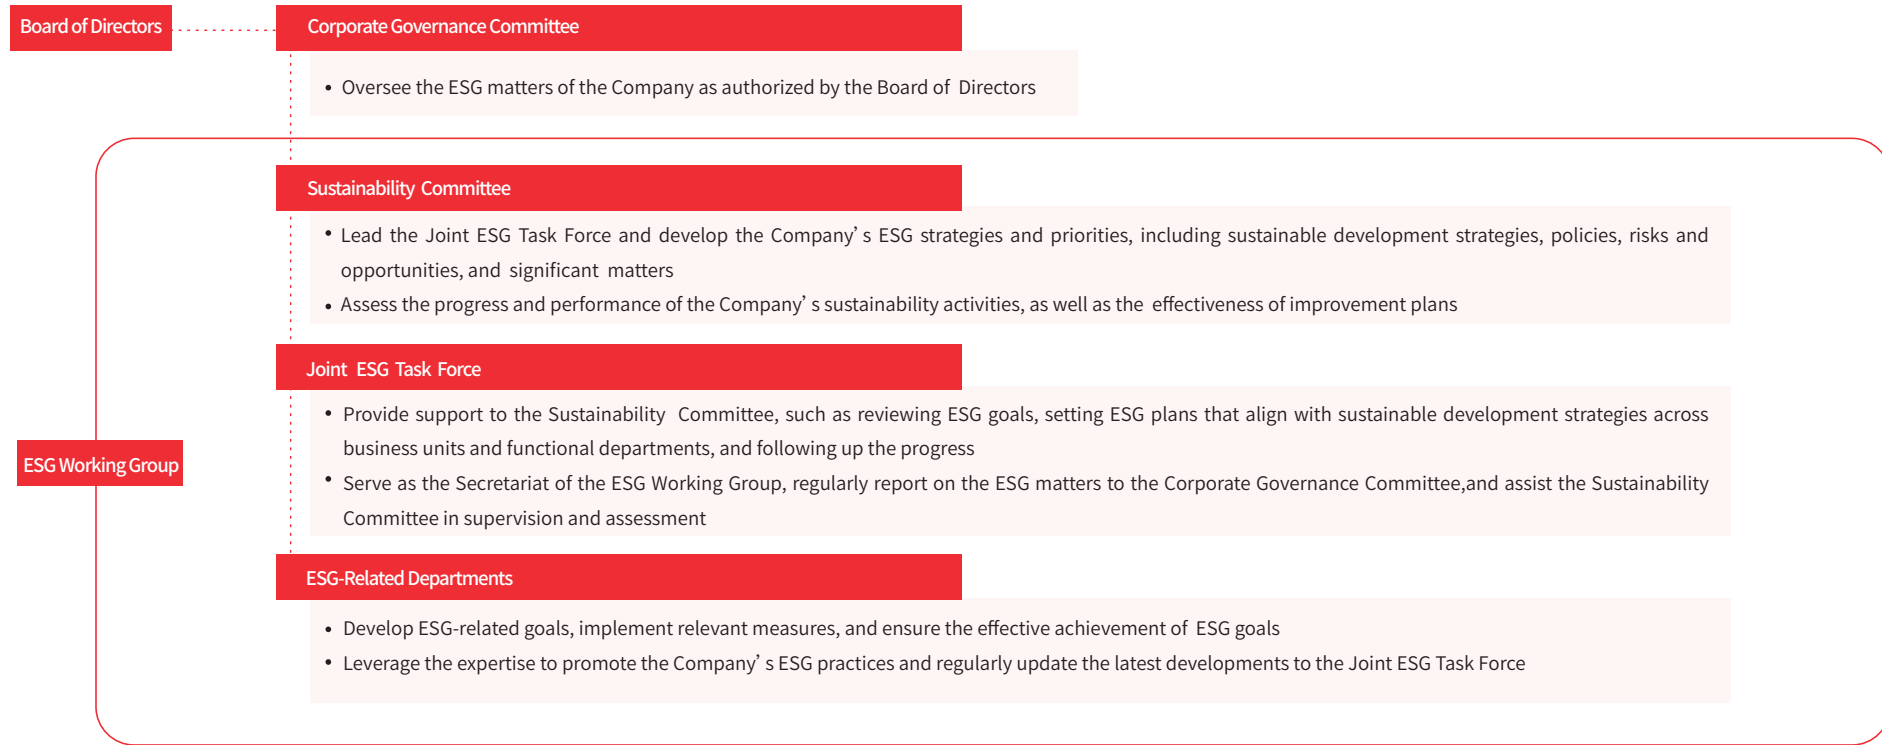 Board of Directors
Corporate Governance Committee
• Oversee the ESG matters of the Company as authorized by the Board of Directors
Sustainability Committee
• Lead the Joint ESG Task Force and develop the Company’s ESG strategies and priorities, including sustainable development strategies, policies, risks and
opportunities, and significant matters
• Assess the progress and performance of the Company’s sustainability activities, as well as the effectiveness of improvement plans
Joint ESG Task Force
• Provide support to the Sustainability Committee, such as reviewing ESG goals, setting ESG plans that align with sustainable development strategies across
business units and functional departments, and following up the progress
• Serve as the Secretariat of the ESG Working Group, regularly report on the ESG matters to the Corporate Governance Committee,and assist the Sustainability
Committee in supervision and assessment
ESG Working Group
ESG-Related Departments
• Develop ESG-related goals, implement relevant measures, and ensure the effective achievement of ESG goals
• Leverage the expertise to promote the Company’s ESG practices and regularly update the latest developments to the Joint ESG Task Force